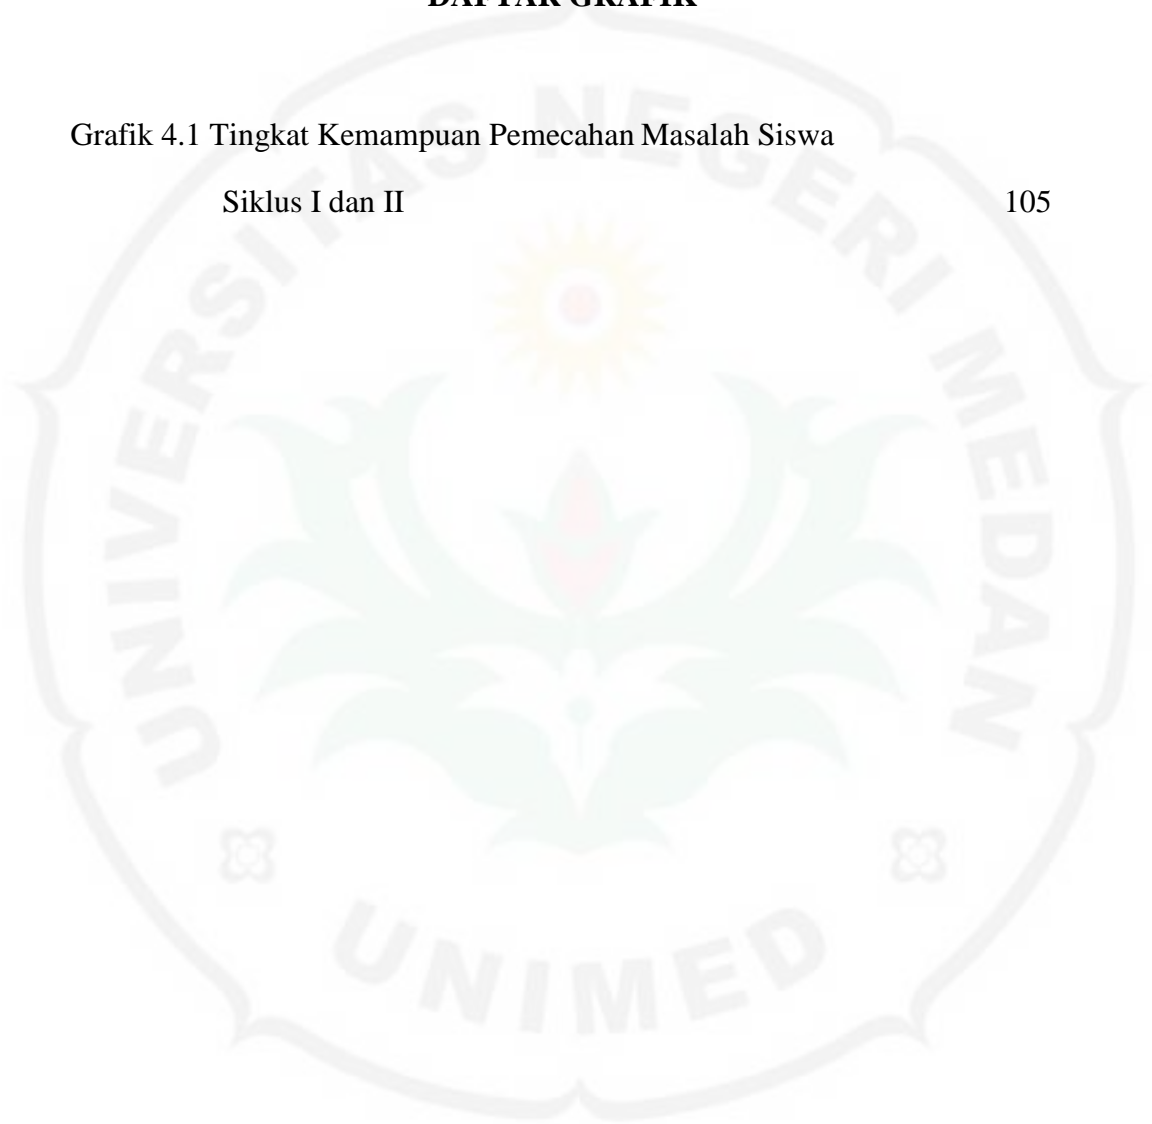 DAFTAR GRAFIK
Grafik 4.1 Tingkat Kemampuan Pemecahan Masalah Siswa
Siklus I dan II 105
UNIVERSITAS NEGERI MEDAN
UNIMED